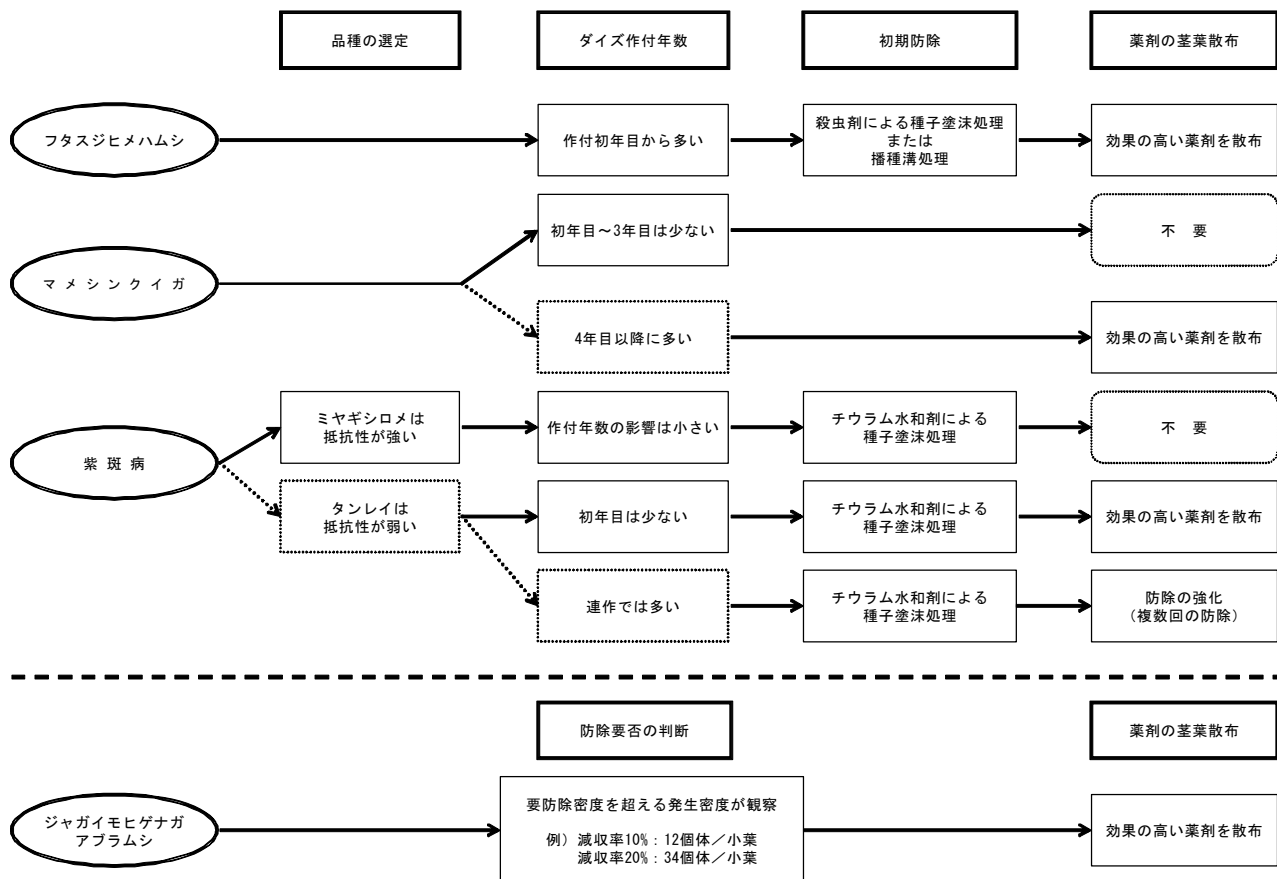 品種の選定
ダイズ作付年数
初期防除
薬剤の茎葉散布
フタスジヒメハムシ
作付初年目から多い
殺虫剤による種子塗沫処理
または
播種溝処理
効果の高い薬剤を散布
マメシンクイガ
初年目～3年目は少ない
不　要
4年目以降に多い
効果の高い薬剤を散布
紫斑病
ミヤギシロメは
抵抗性が強い
作付年数の影響は小さい
チウラム水和剤による
種子塗沫処理
不　要
タンレイは
抵抗性が弱い
初年目は少ない
チウラム水和剤による
種子塗沫処理
効果の高い薬剤を散布
連作では多い
チウラム水和剤による
種子塗沫処理
防除の強化
（複数回の防除）
防除要否の判断
薬剤の茎葉散布
ジャガイモヒゲナガ
アブラムシ
要防除密度を超える発生密度が観察
例）減収率10%：12個体／小葉
減収率20%：34個体／小葉
効果の高い薬剤を散布